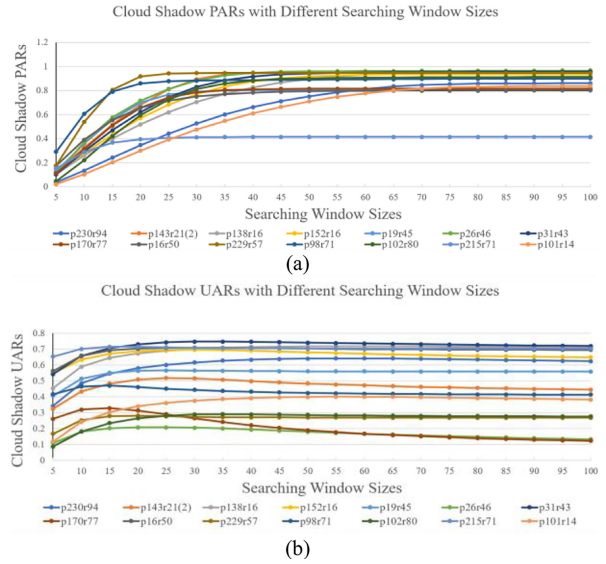 Cloud Shadow PARs with Different Searching Window Sizes
Cloud Shadow PARs
1.2
1
0.8
0.6
0.4
0.2
0
5 10 15 20 25 30 35 40 45 50 55 60 65 70 75 80 85 90 95 100
Searching Window Sizes
p230r94 p143r21(2) p138r16 p152r16 p19r45 p26r46 p31r43
p170r77 p16r50 p229r57 p98r71 p102r80 p215r71 p101r14
(a)
Cloud Shadow UARs with Different Searching Window Sizes
Cloud Shadow UARs
0.8
0.7
0.6
0.5
0.4
0.3
0.2
0.1
0
5 10 15 20 25 30 35 40 45 50 55 60 65 70 75 80 85 90 95 100
Searching Window Sizes
p230r94 p143r21(2) p138r16 p152r16 p19r45 p26r46 p31r43
p170r77 p16r50 p229r57 p98r71 p102r80 p215r71 p101r14
(b)